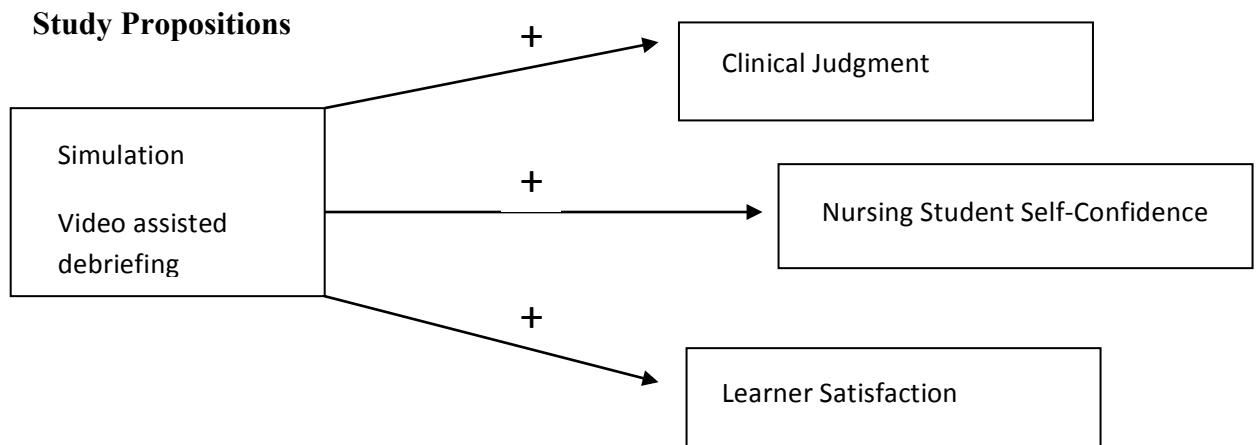 Study Propositions
+
Clinical Judgment
Simulation
Video assisted
debriefing
+
Nursing Student Self-Confidence
+
Learner Satisfaction